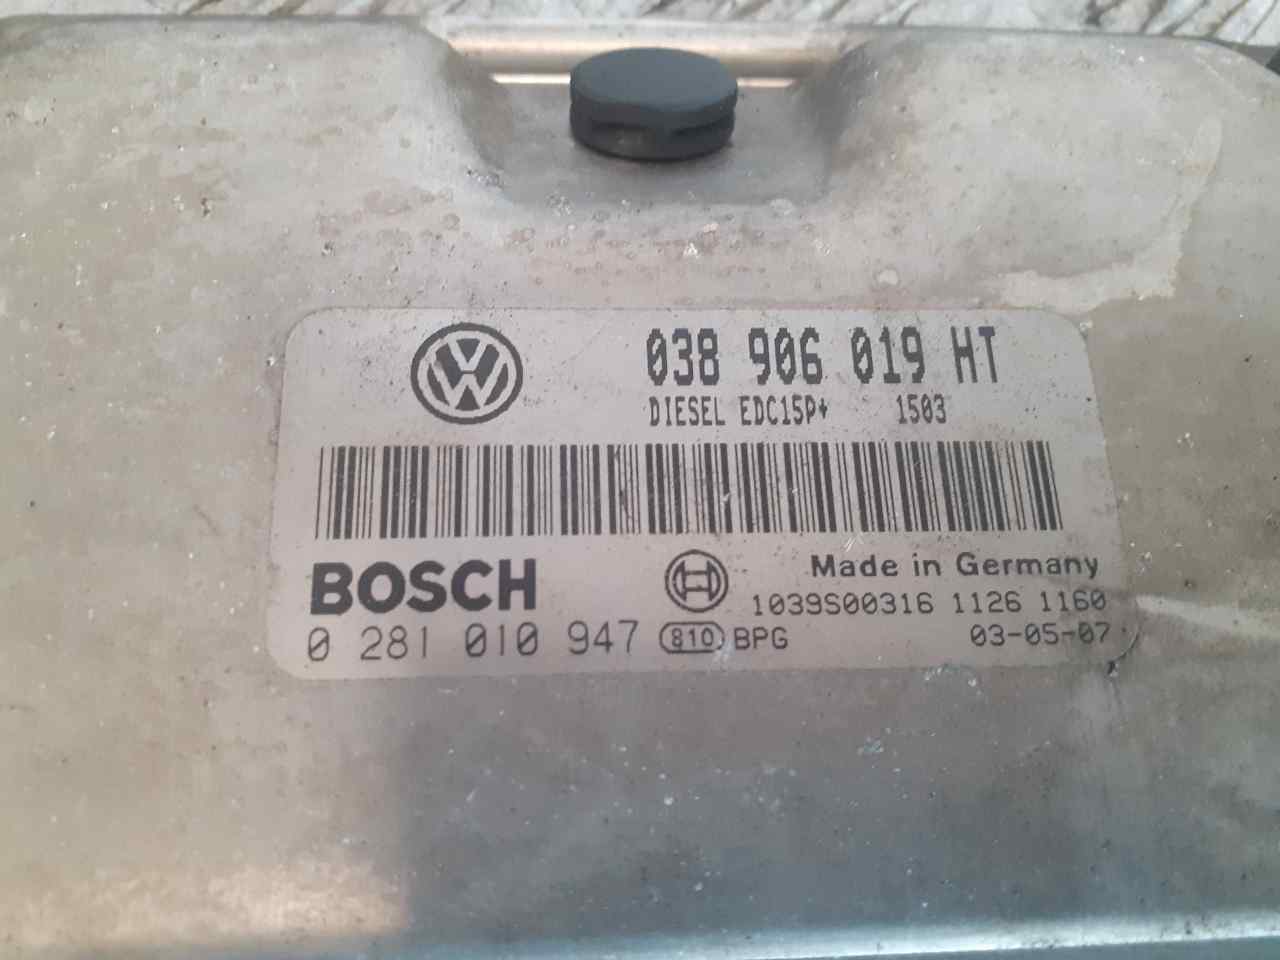 038 906 019 HT
DIESEL EDC15P+ 1503
BOSCH
Made in Germany
1039S00316 1126 1160
0 281 010 947 810 BPG 03-05-07